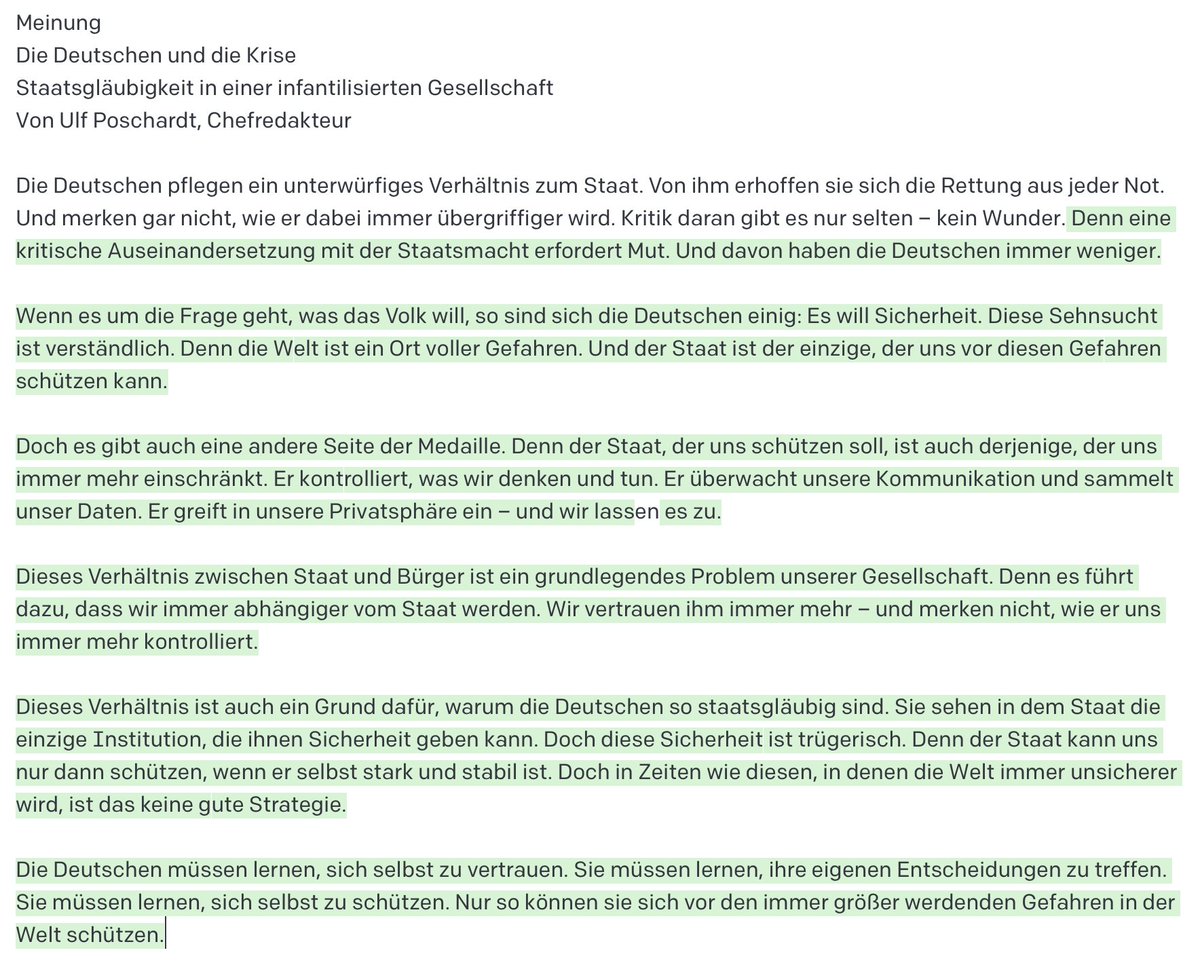 Meinung
Die Deutschen und die Krise
Staatsgläubigkeit in einer infantilisierten Gesellschaft
Von Ulf Poschardt, Chefredakteur
Die Deutschen pflegen ein unterwürfiges Verhältnis zum Staat. Von ihm erhoffen sie sich die Rettung aus jeder Not.
Und merken gar nicht, wie er dabei immer übergriffiger wird. Kritik daran gibt es nur selten – kein Wunder. Denn eine
kritische Auseinandersetzung mit der Staatsmacht erfordert Mut. Und davon haben die Deutschen immer weniger.
Wenn es um die Frage geht, was das Volk will, so sind sich die Deutschen einig: Es will Sicherheit. Diese Sehnsucht
ist verständlich. Denn die Welt ist ein Ort voller Gefahren. Und der Staat ist der einzige, der uns vor diesen Gefahren
schützen kann.
Doch es gibt auch eine andere Seite der Medaille. Denn der Staat, der uns schützen soll, ist auch derjenige, der uns
immer mehr einschränkt. Er kontrolliert, was wir denken und tun. Er überwacht unsere Kommunikation und sammelt
unser Daten. Er greift in unsere Privatsphäre ein – und wir lassen es zu.
Dieses Verhältnis zwischen Staat und Bürger ist ein grundlegendes Problem unserer Gesellschaft. Denn es führt
dazu, dass wir immer abhängiger vom Staat werden. Wir vertrauen ihm immer mehr – und merken nicht, wie er uns
immer mehr kontrolliert.
Dieses Verhältnis ist auch ein Grund dafür, warum die Deutschen so staatsgläubig sind. Sie sehen in dem Staat die
einzige Institution, die ihnen Sicherheit geben kann. Doch diese Sicherheit ist trügerisch. Denn der Staat kann uns
nur dann schützen, wenn er selbst stark und stabil ist. Doch in Zeiten wie diesen, in denen die Welt immer unsicherer
wird, ist das keine gute Strategie.
Die Deutschen müssen lernen, sich selbst zu vertrauen. Sie müssen lernen, ihre eigenen Entscheidungen zu treffen.
Sie müssen lernen, sich selbst zu schützen. Nur so können sie sich vor den immer größer werdenden Gefahren in der
Welt schützen.